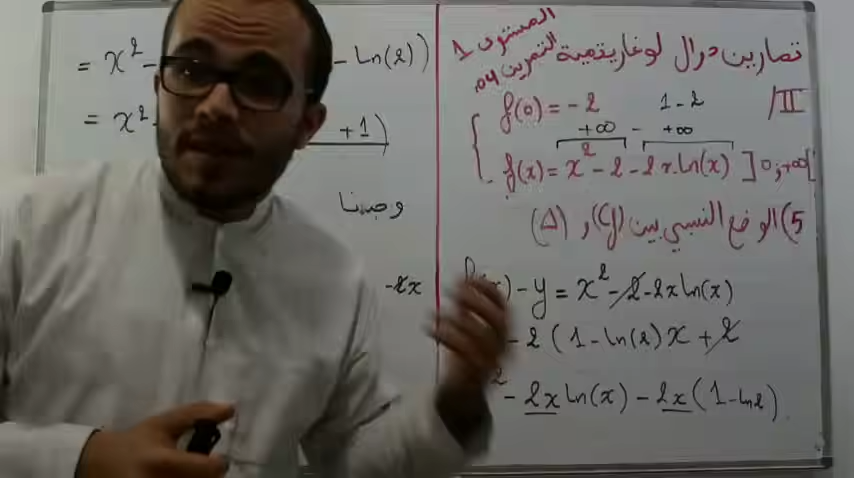 تمارين دوال لوغاريتمية المستوى 1
التمرين 04
II/
f(0) = -2
1-2
+∞ - +∞
f(x) = x² - 2 - 2x.ln(x) ]0;+∞[
5) الوضع النسبي بين (Cf) و (Δ)
(x) - y = x² - 2 - 2x ln(x)
- 2 (1 - ln(2) x + 2
² - 2x ln(x) - 2x (1 - ln2)
= x² -
- ln(2))
= x²
+1)
وجدنا
-2x